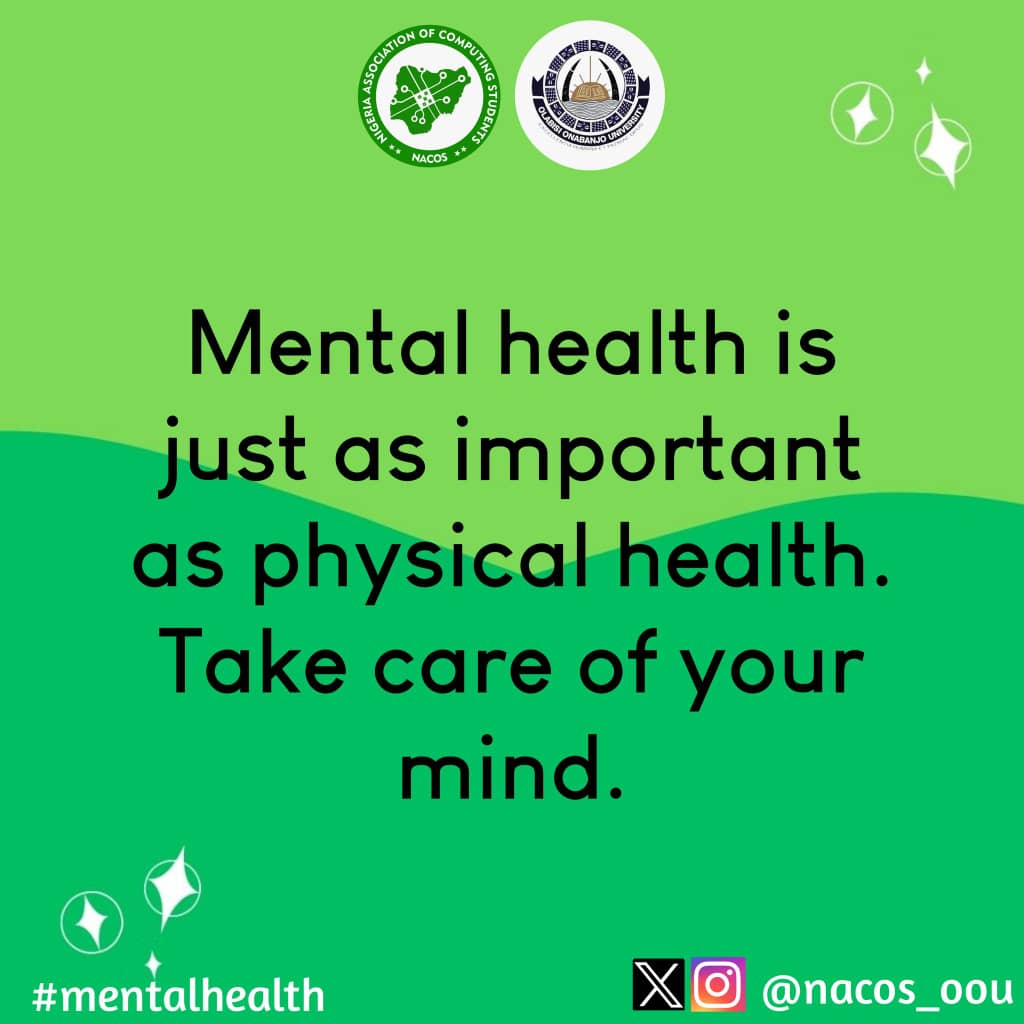 NIGERIA ASSOCIATION OF COMPUTING STUDENTS
NACOS
OLABISI ONABANJO UNIVERSITY
Mental health is
just as important
as physical health.
Take care of your
mind.
#mentalhealth
@nacos_oou